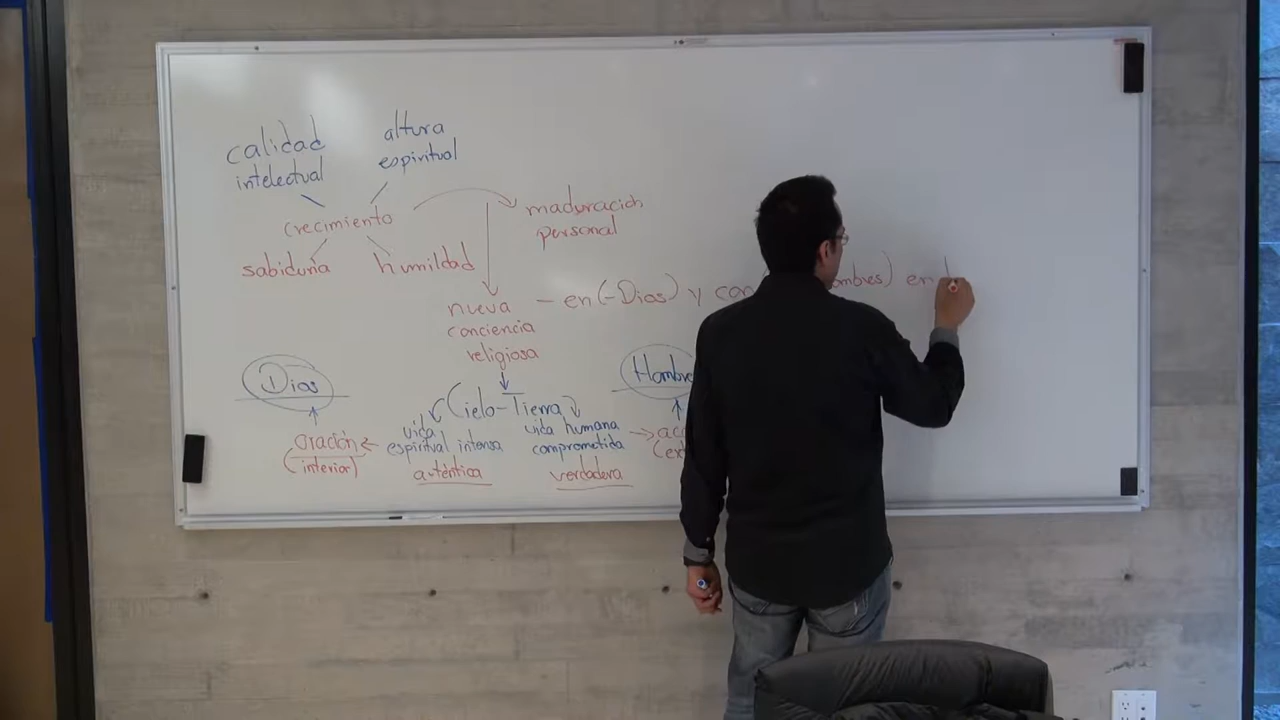 calidad
intelectual
altura
espiritual
crecimiento
sabiduría
humildad
maduración
personal
nueva
conciencia
religiosa
– en (-Dios) y con en
Dios
oración
(interior)
Cielo-Tierra
vida
espiritual intensa
auténtica
vida humana
comprometida
verdadera
Hombre